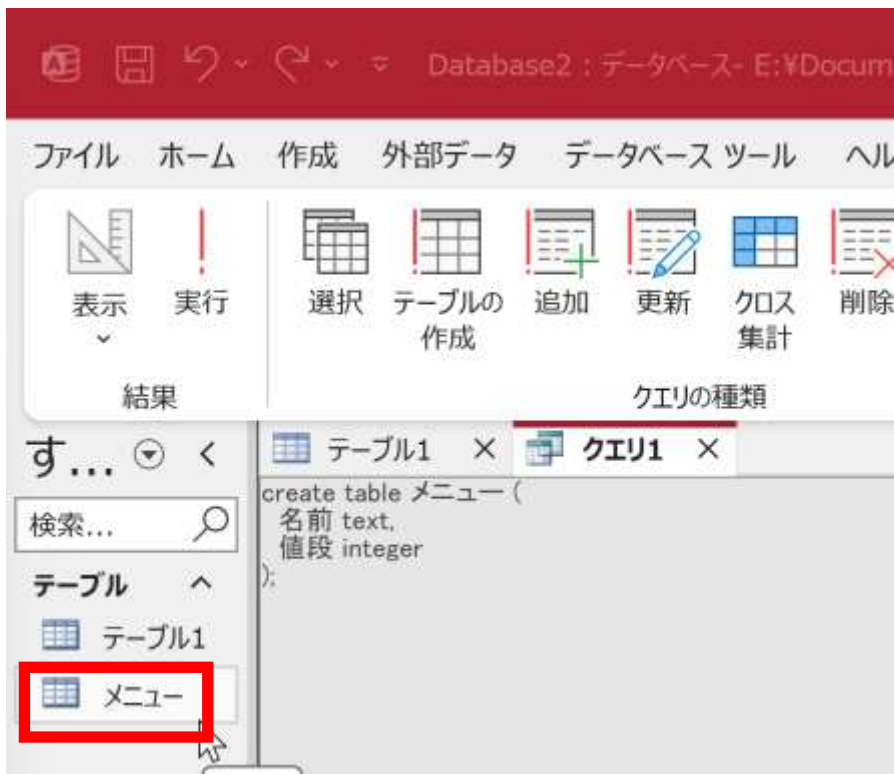 Database2 : データベース- E:¥Docum
ファイル ホーム 作成 外部データ データベース ツール ヘル
表示 実行 選択 テーブルの作成 追加 更新 クロス集計 削除
結果 クエリの種類
す... テーブル1 クエリ1
検索...
create table メニュー (
名前 text,
値段 integer
);
テーブル
テーブル1
メニュー